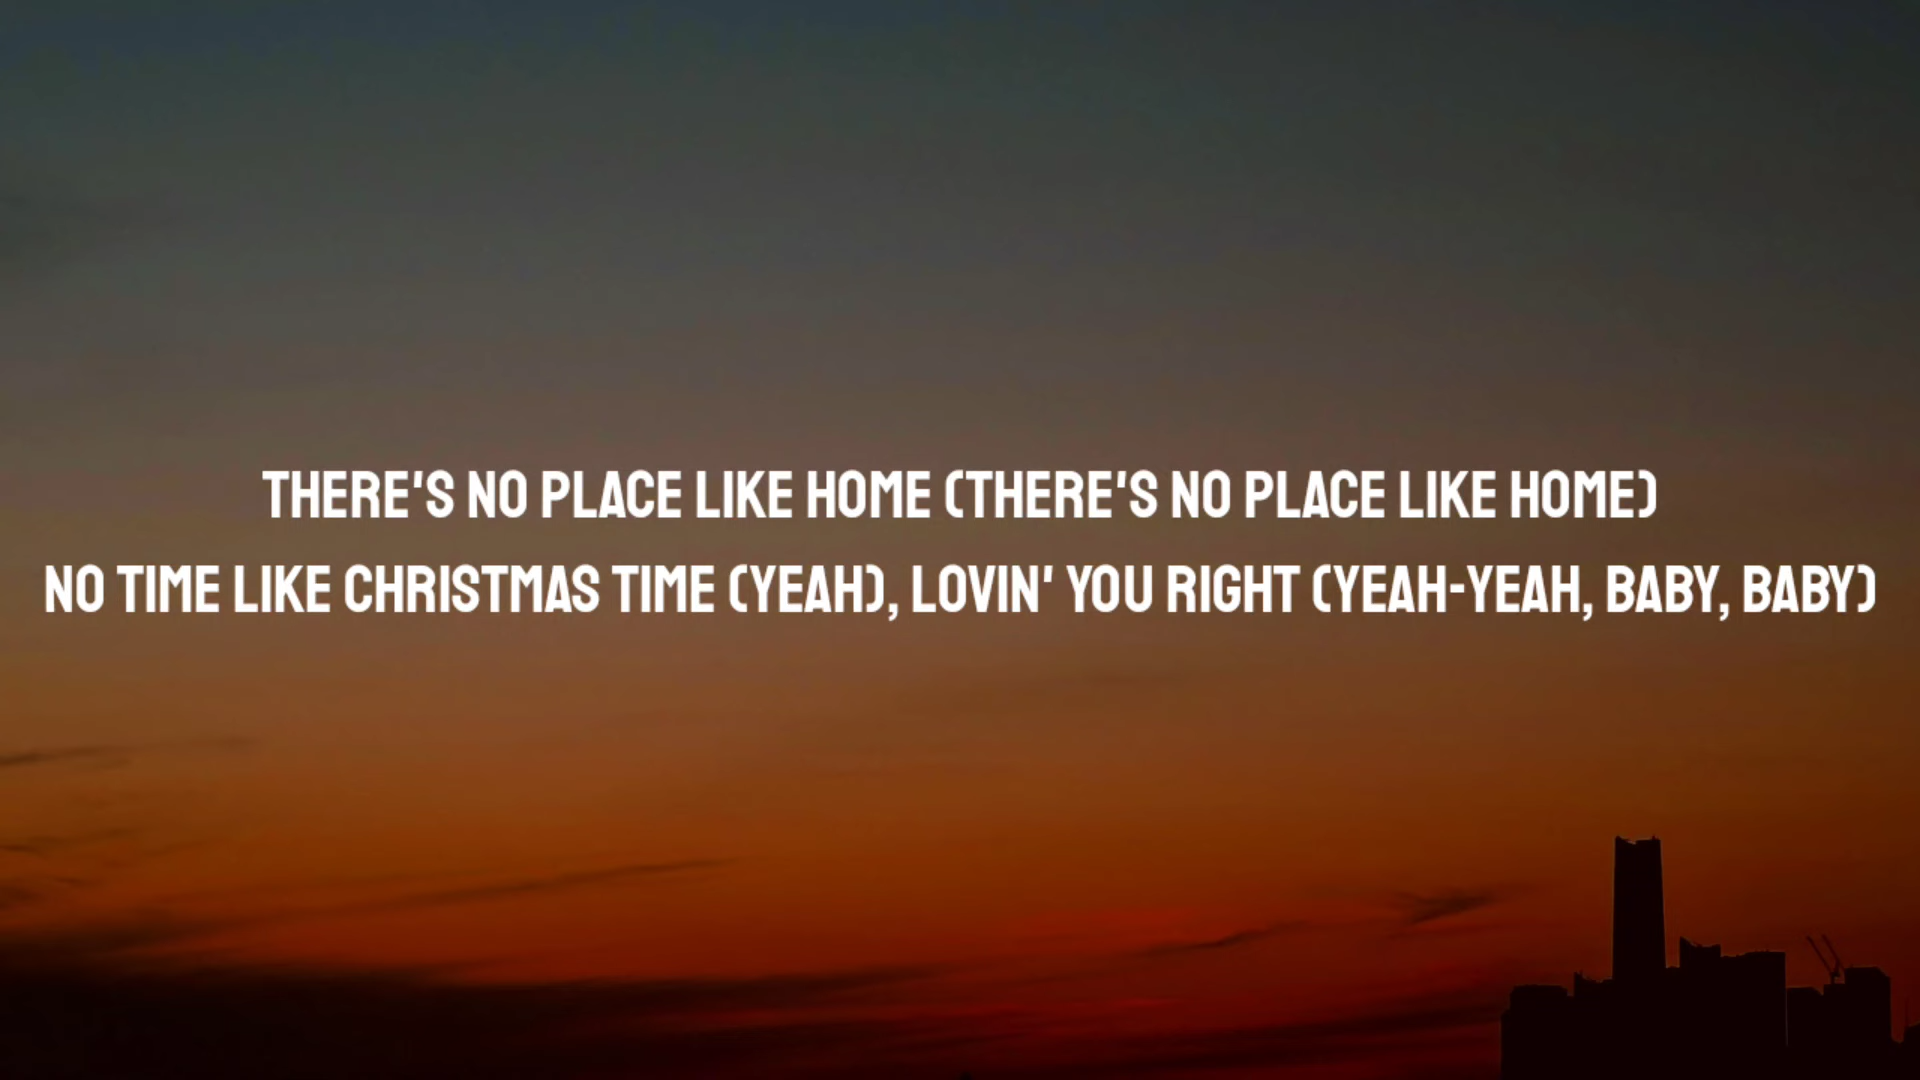 THERE'S NO PLACE LIKE HOME (THERE'S NO PLACE LIKE HOME)
NO TIME LIKE CHRISTMAS TIME (YEAH), LOVIN' YOU RIGHT (YEAH-YEAH, BABY, BABY)